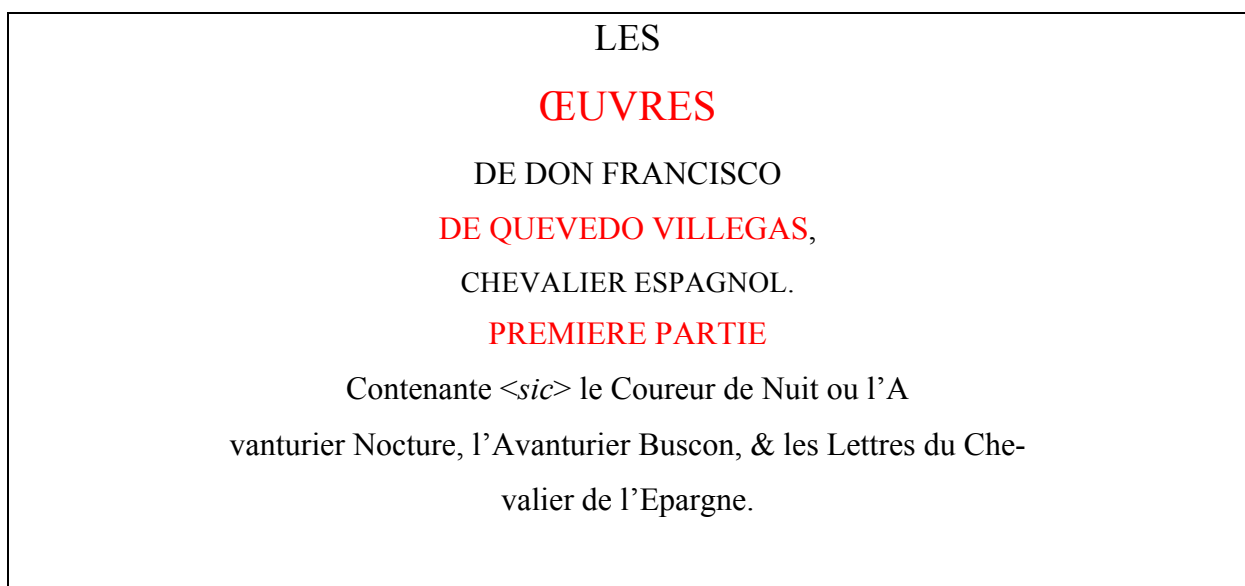 LES
ŒUVRES
DE DON FRANCISCO
DE QUEVEDO VILLEGAS,
CHEVALIER ESPAGNOL.
PREMIERE PARTIE
Contenante <sic> le Coureur de Nuit ou l’A
vanturier Nocture, l’Avanturier Buscon, & les Lettres du Che-
valier de l’Epargne.